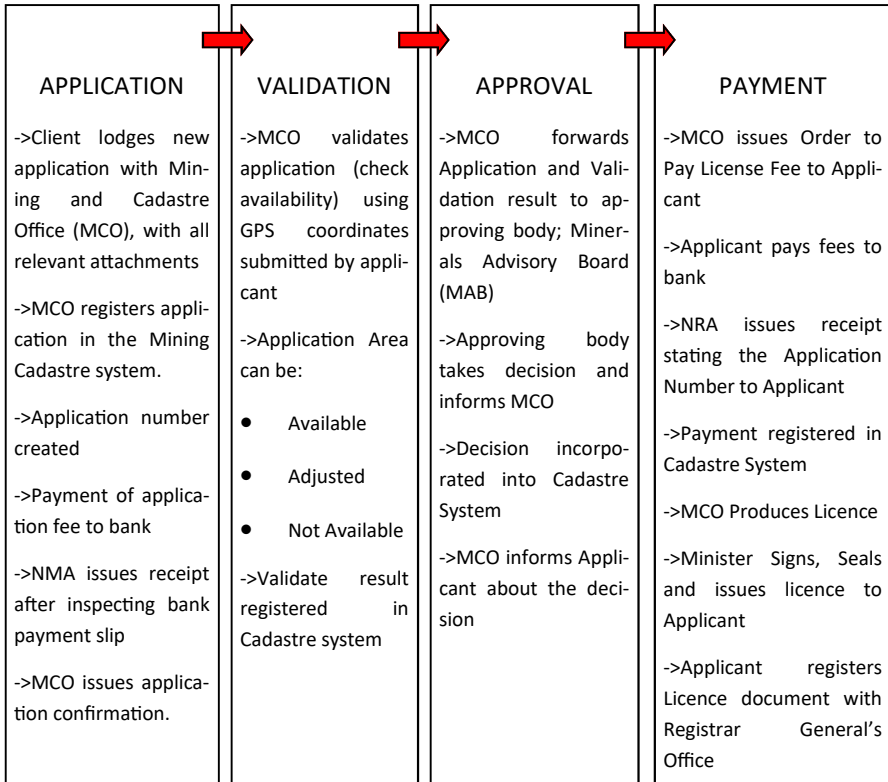 APPLICATION
->Client lodges new
application with Min-
ing and Cadastre
Office (MCO), with all
relevant attachments
->MCO registers appli-
cation in the Mining
Cadastre system.
->Application number
created
->Payment of applica-
tion fee to bank
->NMA issues receipt
after inspecting bank
payment slip
->MCO issues applica-
tion confirmation.
VALIDATION
->MCO validates
application (check
availability) using
GPS coordinates
submitted by appli-
cant
->Application Area
can be:
● Available
● Adjusted
● Not Available
->Validate result
registered in
Cadastre system
APPROVAL
->MCO forwards
Application and Vali-
dation result to ap-
proving body; Miner-
als Advisory Board
(MAB)
->Approving body
takes decision and
informs MCO
->Decision incorpo-
rated into Cadastre
System
->MCO informs Appli-
cant about the deci-
sion
PAYMENT
->MCO issues Order to
Pay License Fee to Appli-
cant
->Applicant pays fees to
bank
->NRA issues receipt
stating the Application
Number to Applicant
->Payment registered in
Cadastre System
->MCO Produces Licence
->Minister Signs, Seals
and issues licence to
Applicant
->Applicant registers
Licence document with
Registrar General's
Office